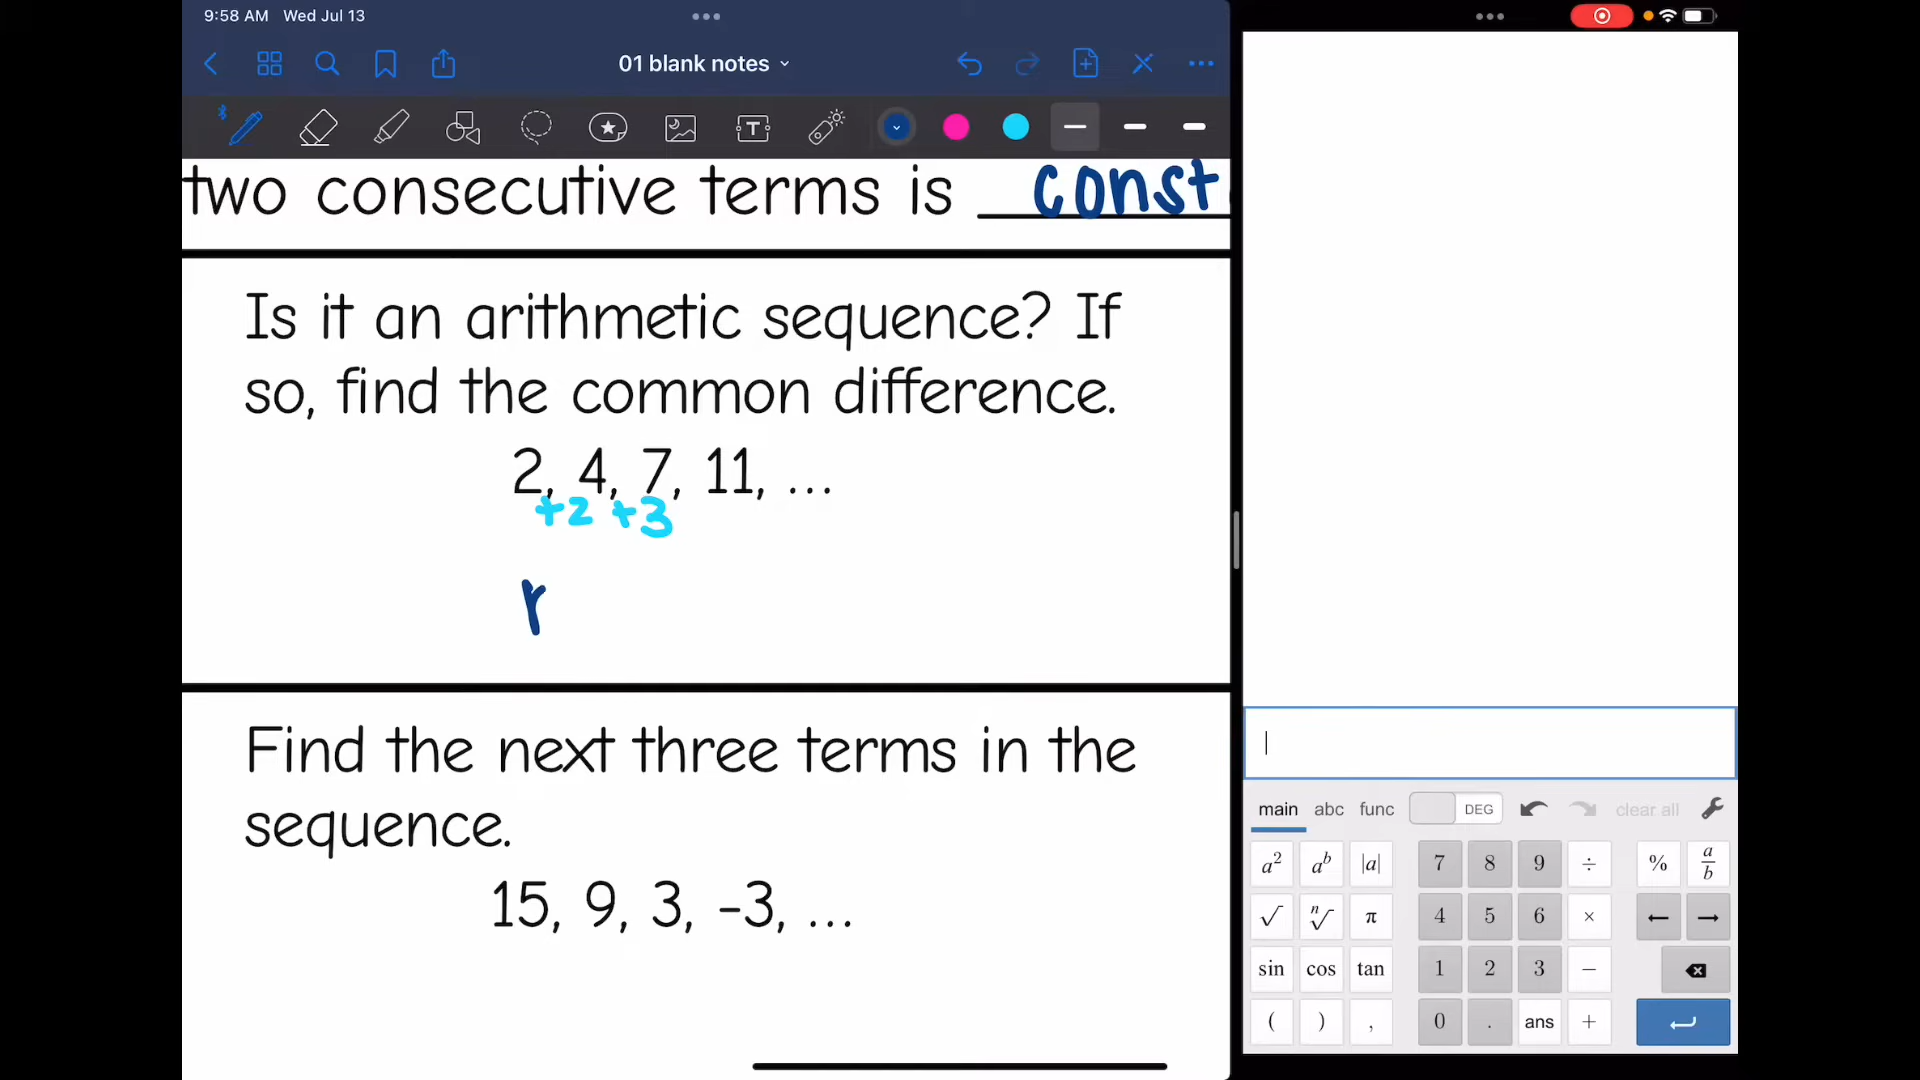 9:58 AM Wed Jul 13
01 blank notes
T
two consecutive terms is const
Is it an arithmetic sequence? If
so, find the common difference.
2, 4, 7, 11, ...
+2 +3
Find the next three terms in the
sequence.
15, 9, 3, -3, ...
main abc func DEG clear all
a² aᵇ |a| 7 8 9 ÷ % a/b
√ ⁿ√ π 4 5 6 × ← →
sin cos tan 1 2 3 −
( ) , 0 . ans +